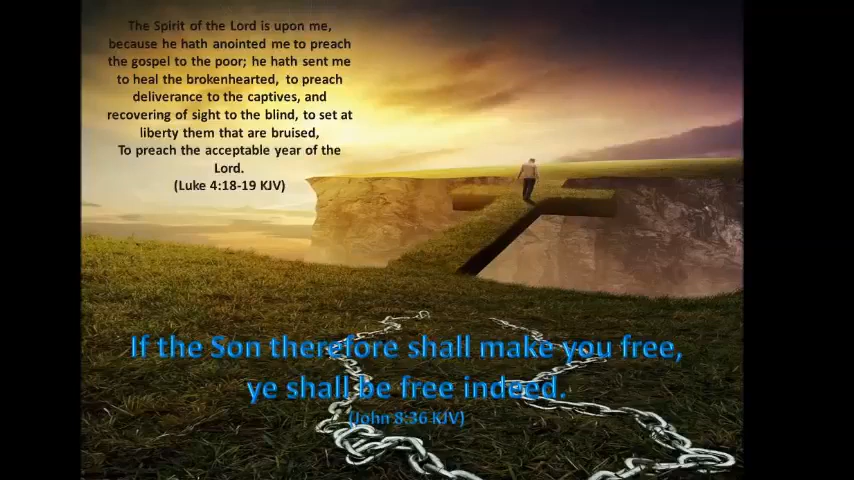 The Spirit of the Lord is upon me,
because he hath anointed me to preach
the gospel to the poor; he hath sent me
to heal the brokenhearted, to preach
deliverance to the captives, and
recovering of sight to the blind, to set at
liberty them that are bruised,
To preach the acceptable year of the
Lord.
(Luke 4:18-19 KJV)
If the Son therefore shall make you free,
ye shall be free indeed.
(John 8:36 KJV)